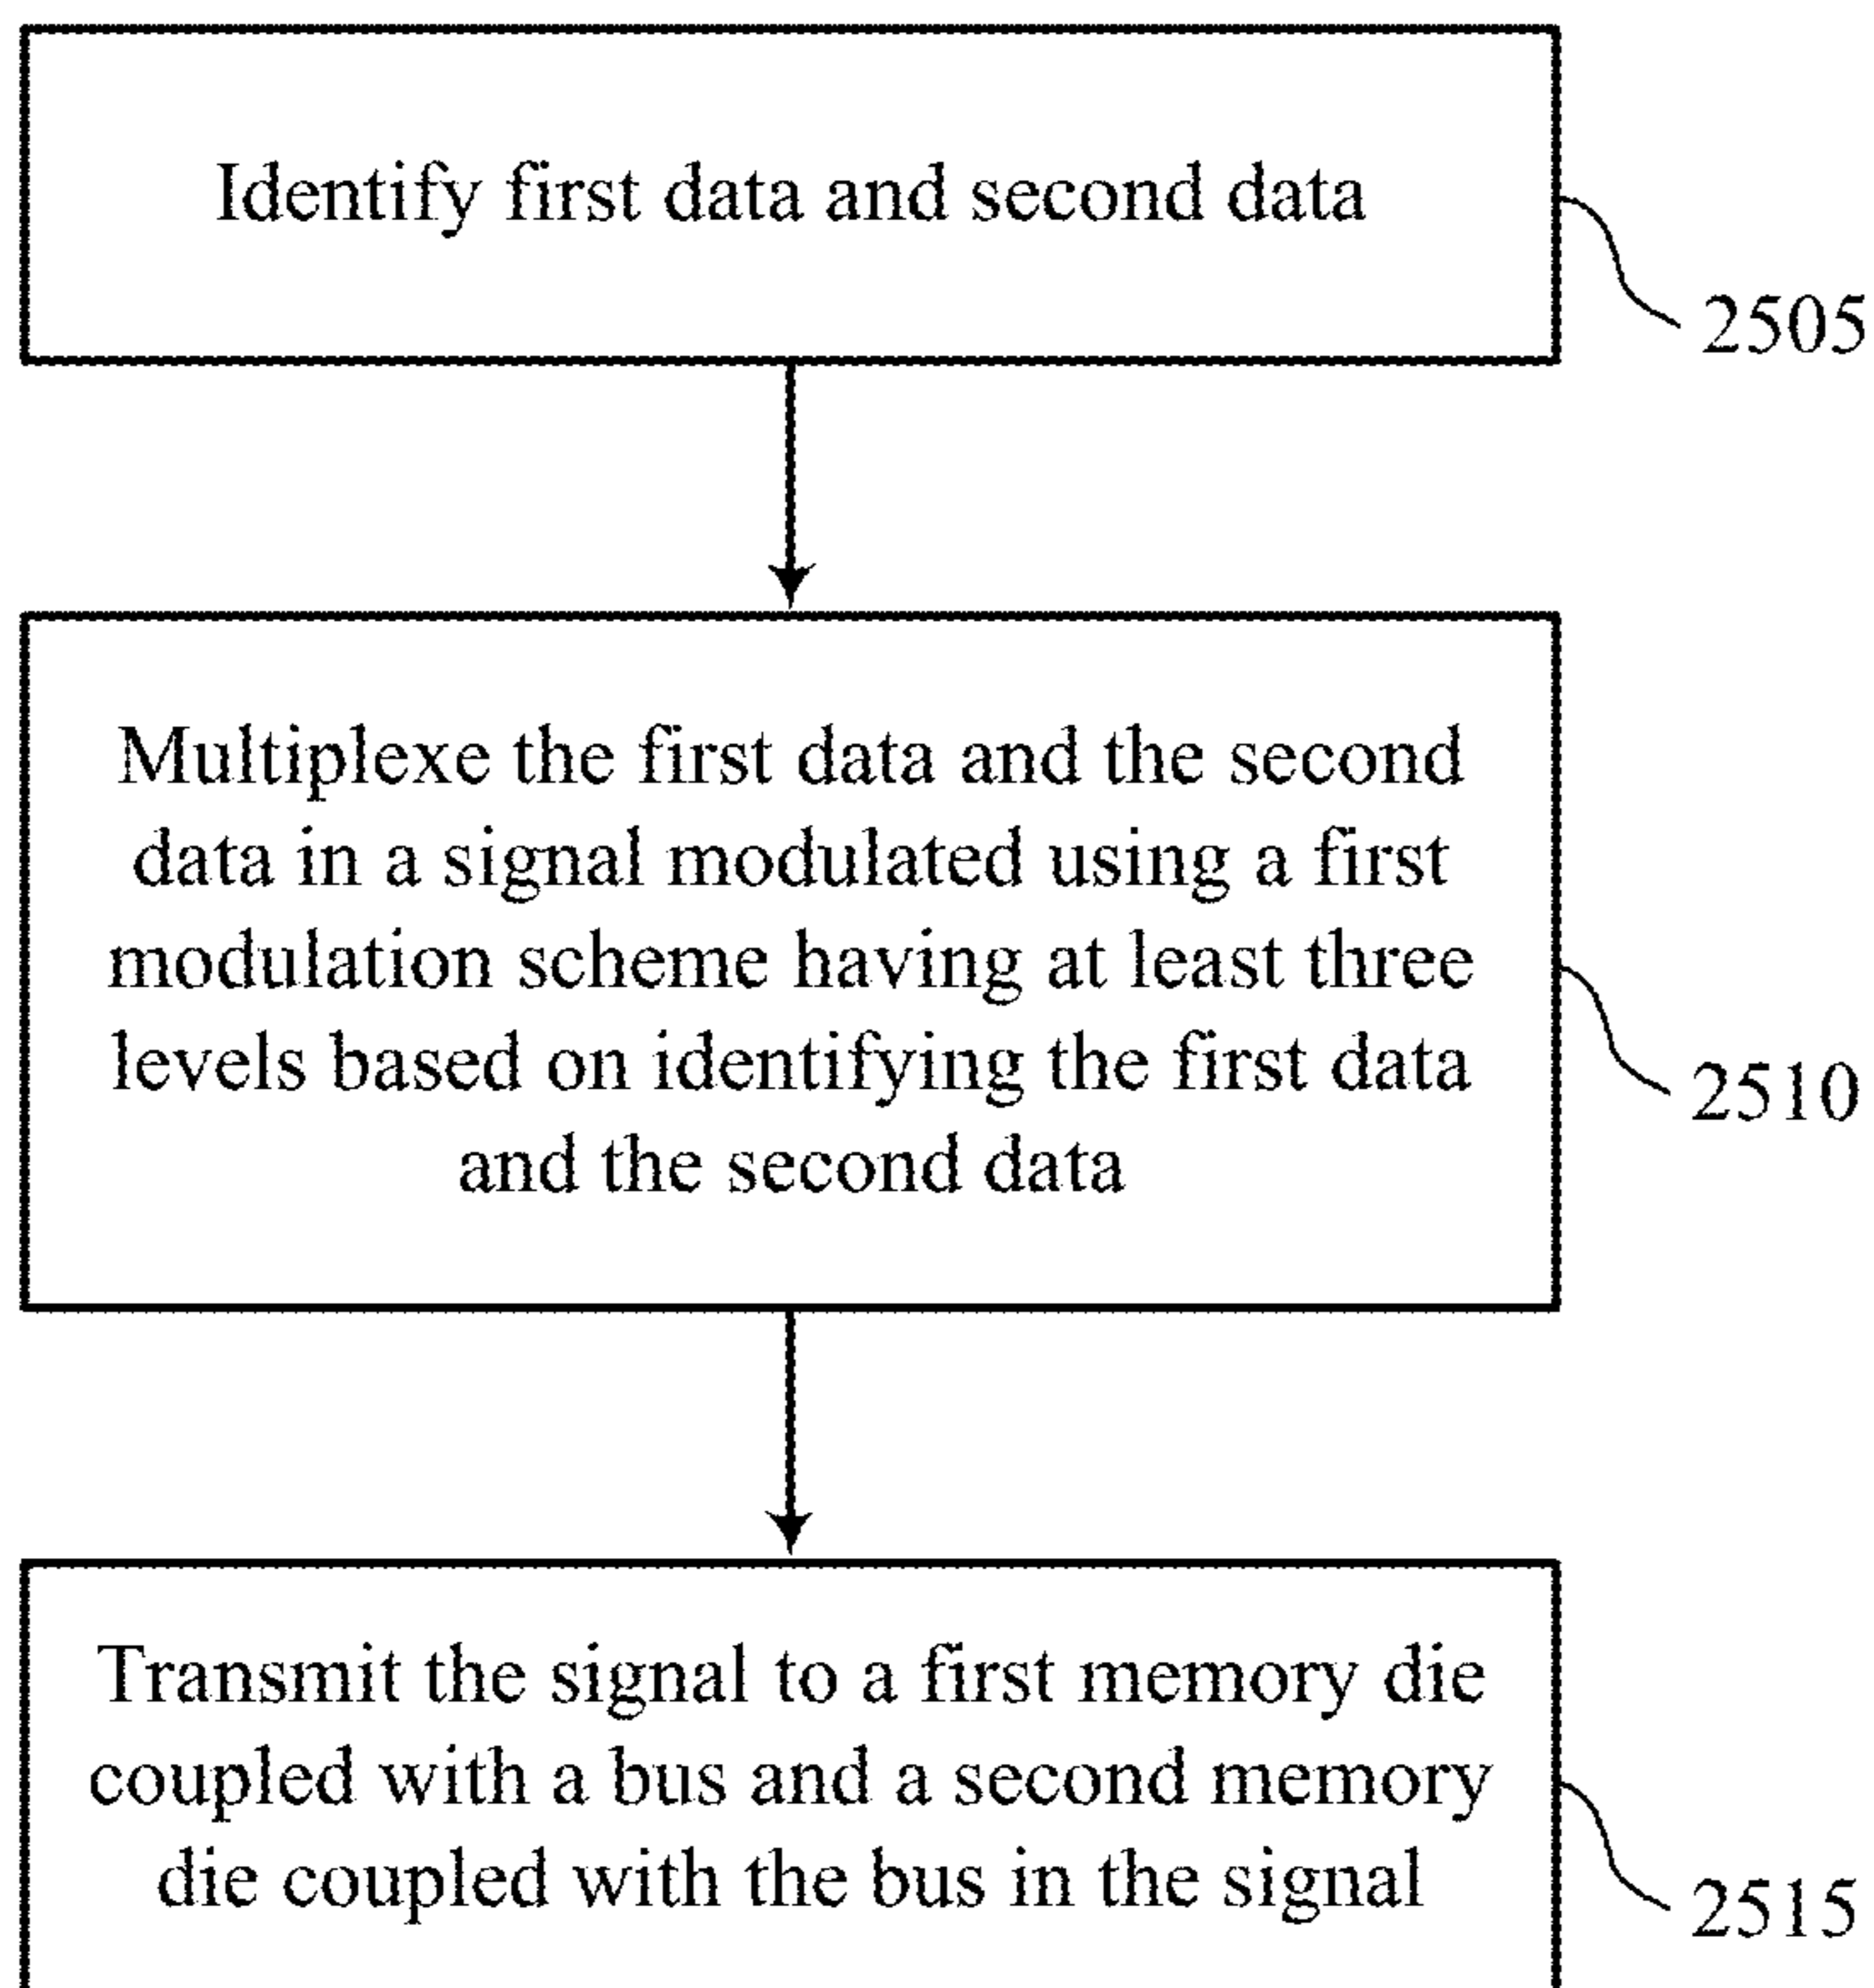 Identify first data and second data
2505
Multiplexe the first data and the second
data in a signal modulated using a first
modulation scheme having at least three
levels based on identifying the first data
and the second data
2510
Transmit the signal to a first memory die
coupled with a bus and a second memory
die coupled with the bus in the signal
2515